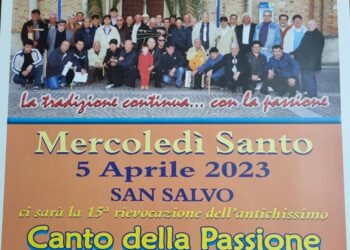 La tradizione continua... con la passione
Mercoledì Santo
5 Aprile 2023
SAN SALVO
ci sarà la 15ª rievocazione dell'antichissimo
Canto della Passione